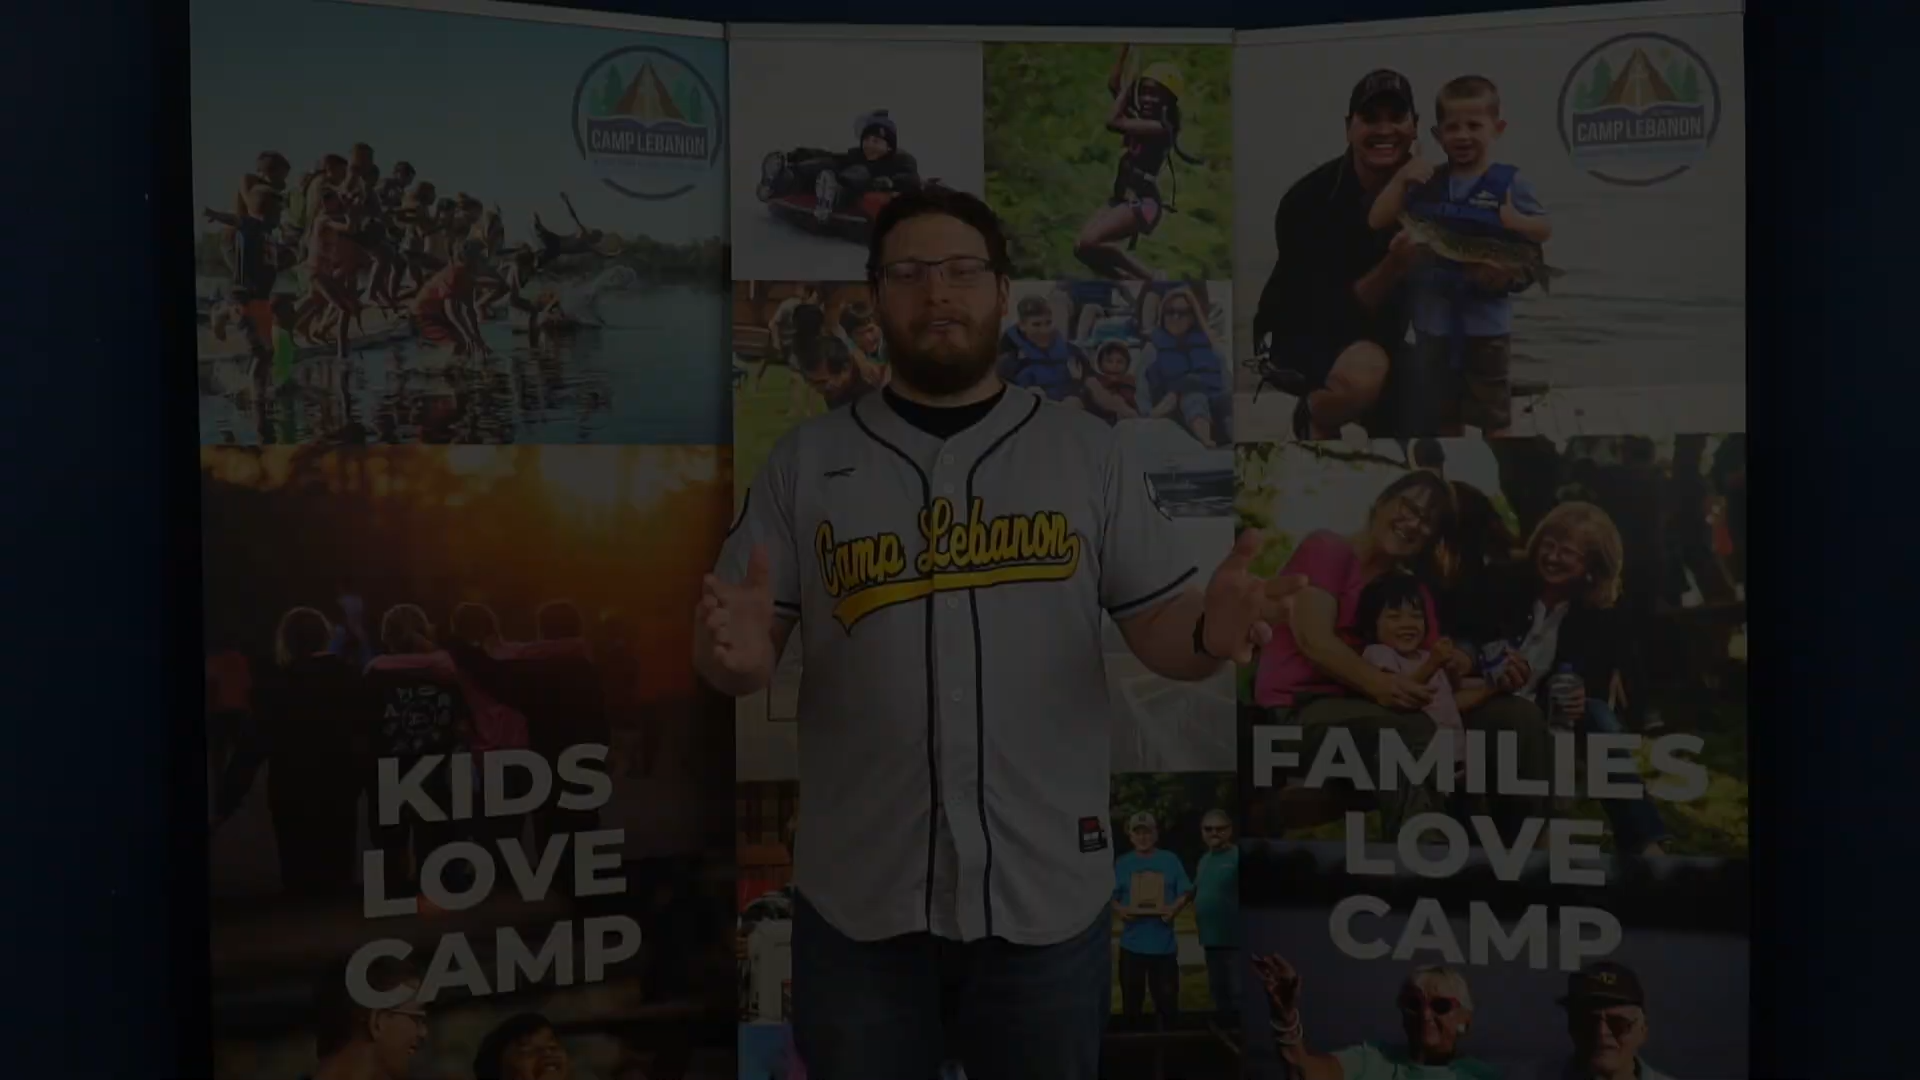 CAMP LEBANON
CAMP LEBANON
Camp Lebanon
KIDS
LOVE
CAMP
FAMILIES
LOVE
CAMP